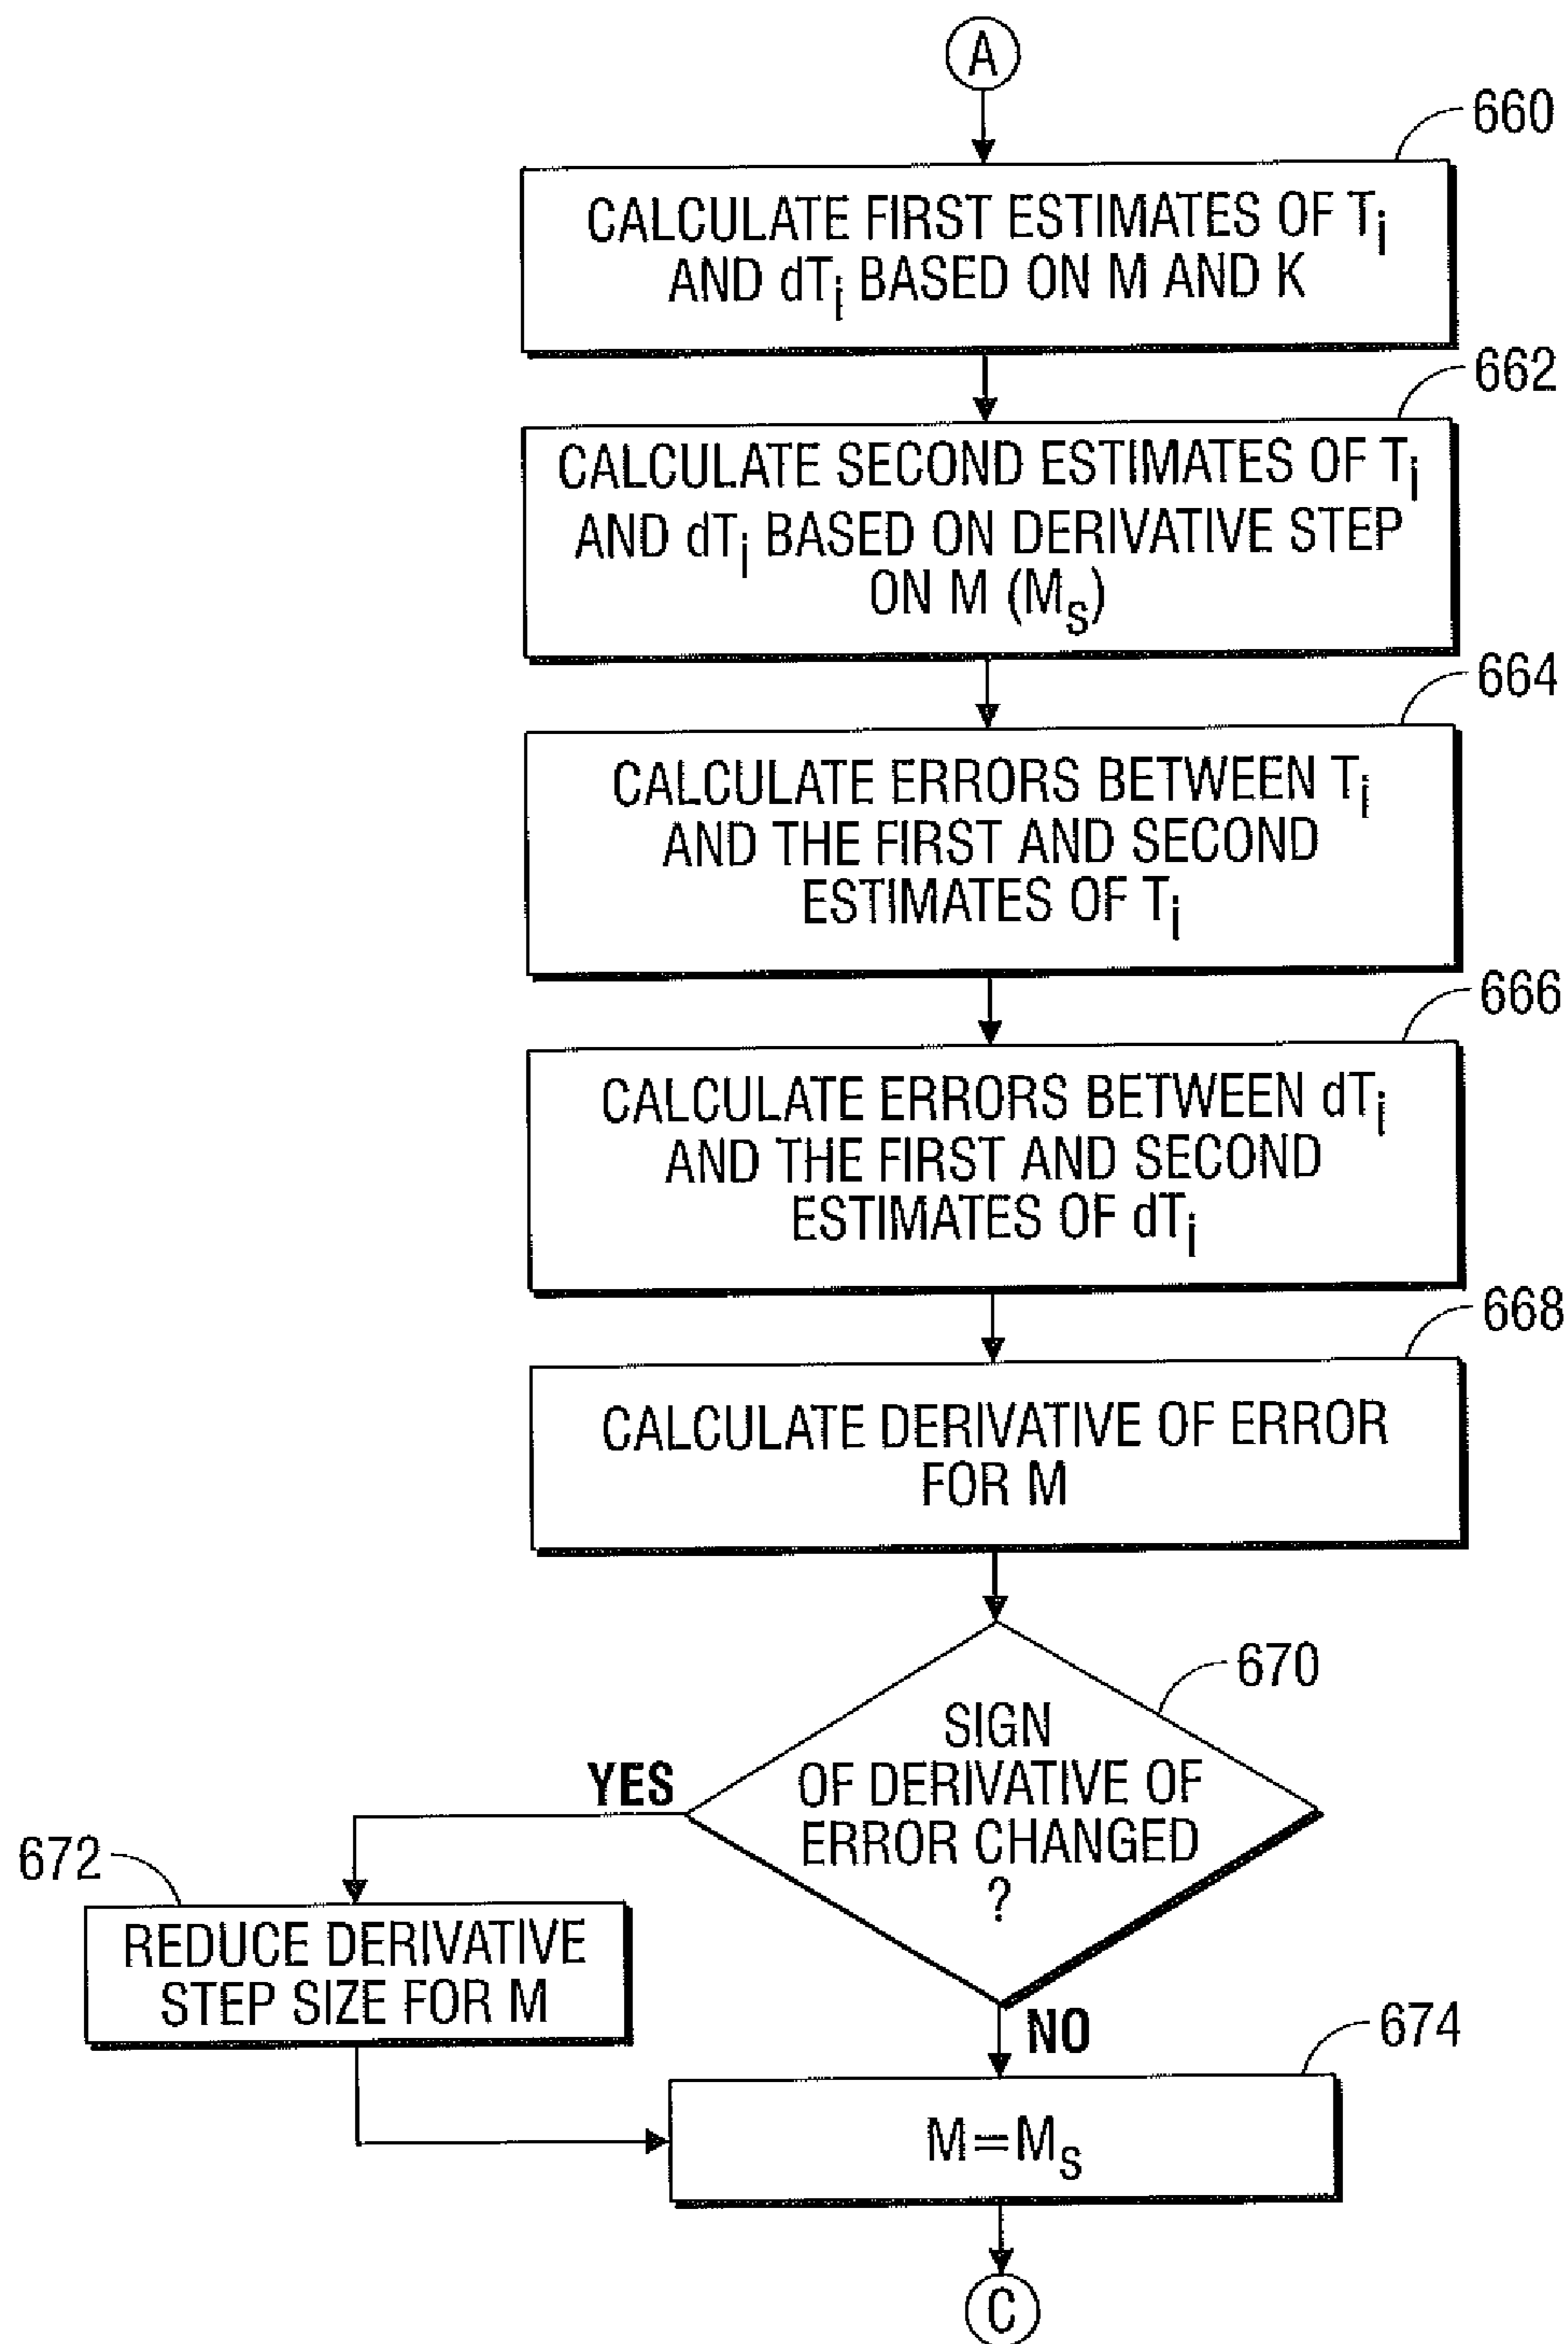 A
660
CALCULATE FIRST ESTIMATES OF Ti
AND dTi BASED ON M AND K
662
CALCULATE SECOND ESTIMATES OF Ti
AND dTi BASED ON DERIVATIVE STEP
ON M (Ms)
664
CALCULATE ERRORS BETWEEN Ti
AND THE FIRST AND SECOND
ESTIMATES OF Ti
666
CALCULATE ERRORS BETWEEN dTi
AND THE FIRST AND SECOND
ESTIMATES OF dTi
668
CALCULATE DERIVATIVE OF ERROR
FOR M
670
SIGN
OF DERIVATIVE OF
ERROR CHANGED
?
YES
672
REDUCE DERIVATIVE
STEP SIZE FOR M
NO
674
M=Ms
C